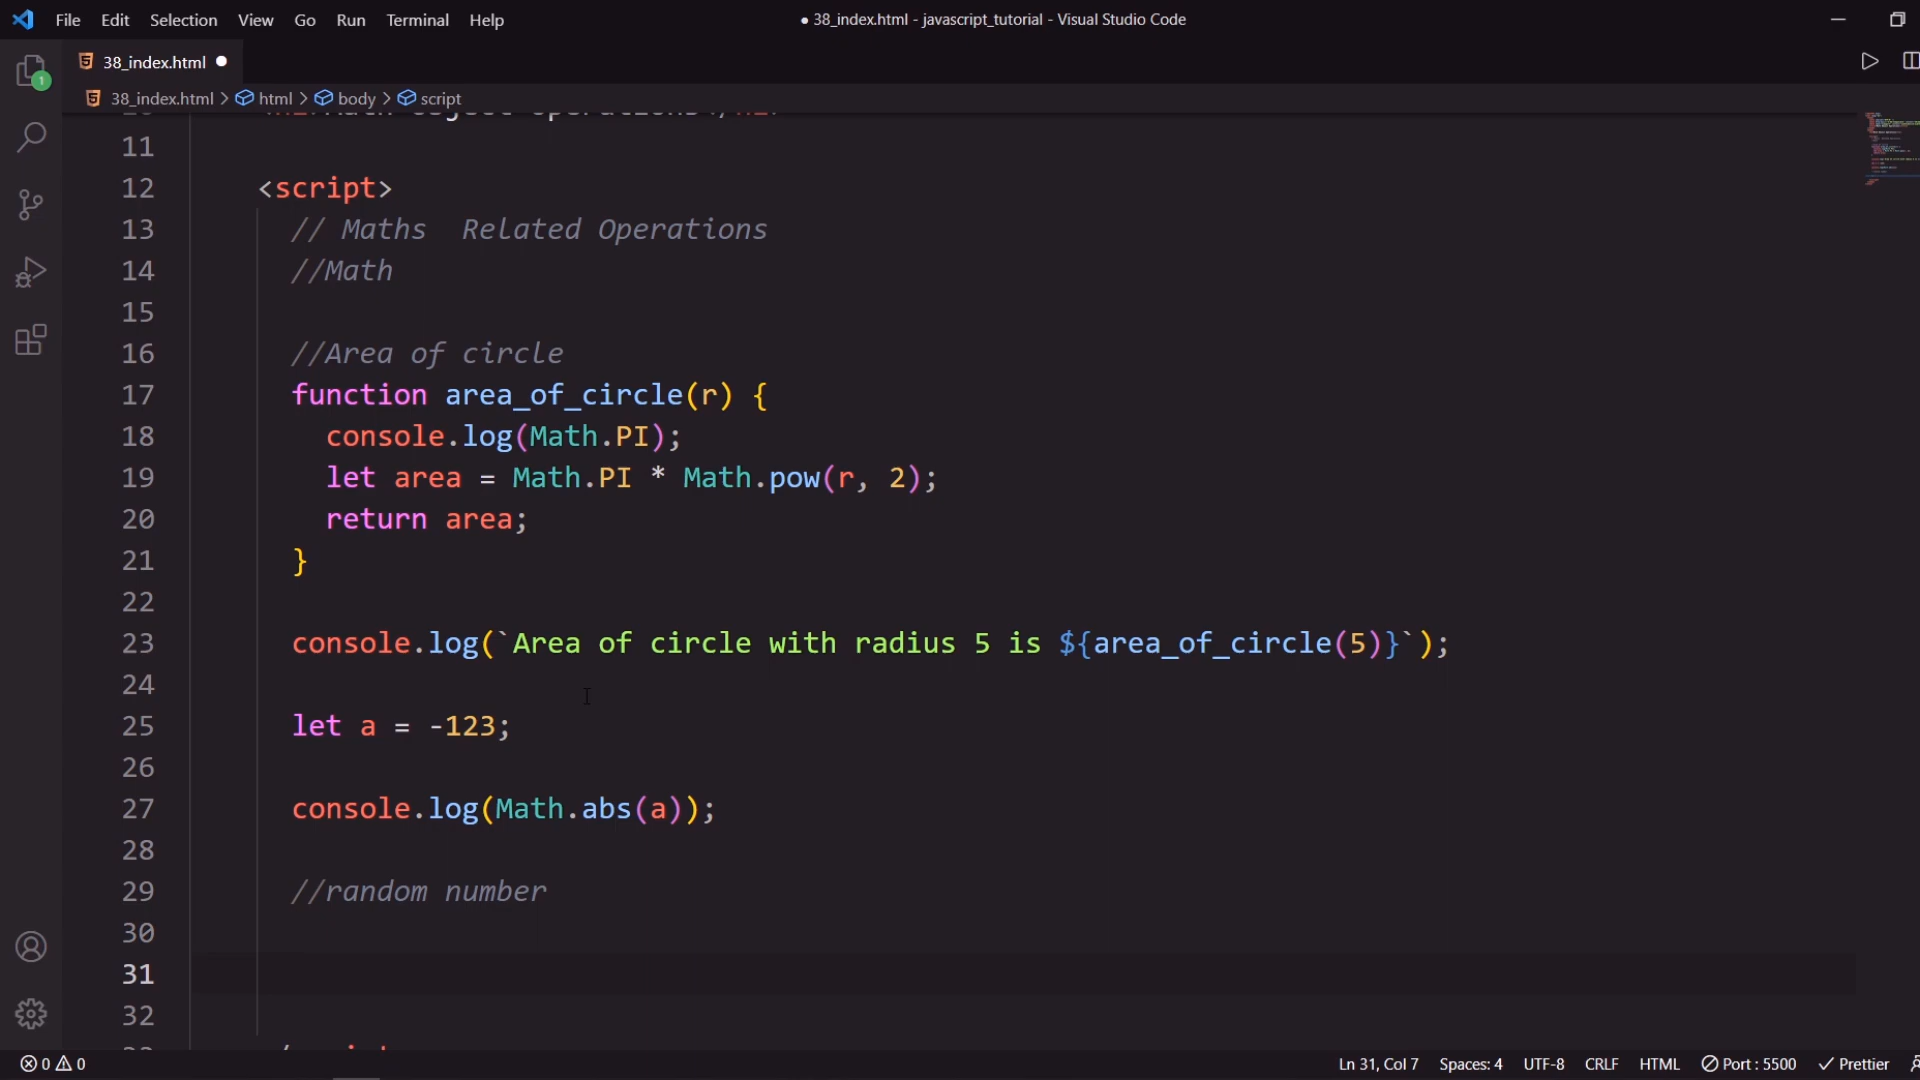 File Edit Selection View Go Run Terminal Help
● 38_index.html - javascript_tutorial - Visual Studio Code
38_index.html ●
38_index.html > html > body > script
11
12 <script>
13 // Maths  Related Operations
14 //Math
15
16 //Area of circle
17 function area_of_circle(r) {
18 console.log(Math.PI);
19 let area = Math.PI * Math.pow(r, 2);
20 return area;
21 }
22
23 console.log(`Area of circle with radius 5 is ${area_of_circle(5)}`);
24
25 let a = -123;
26
27 console.log(Math.abs(a));
28
29 //random number
30
31
32
1
0 0 Ln 31, Col 7 Spaces: 4 UTF-8 CRLF HTML Port : 5500 Prettier